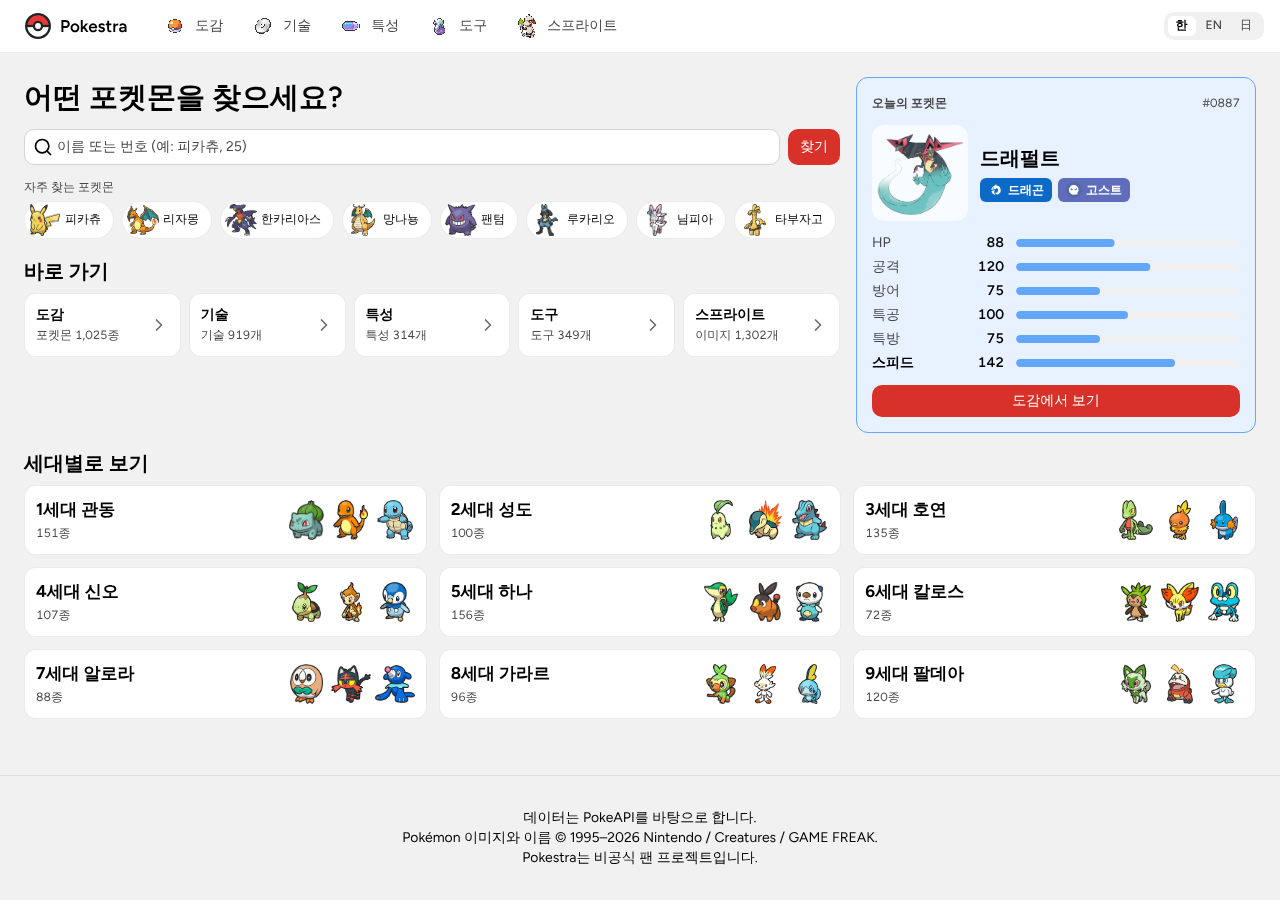 Pokestra
도감
기술
특성
도구
스프라이트
한
EN
日
어떤 포켓몬을 찾으세요?
이름 또는 번호 (예: 피카츄, 25)
찾기
자주 찾는 포켓몬
피카츄
리자몽
한카리아스
망나뇽
팬텀
루카리오
님피아
타부자고
바로 가기
도감
포켓몬 1,025종
기술
기술 919개
특성
특성 314개
도구
도구 349개
스프라이트
이미지 1,302개
오늘의 포켓몬
#0887
드래펄트
드래곤
고스트
HP 88
공격 120
방어 75
특공 100
특방 75
스피드 142
도감에서 보기
세대별로 보기
1세대 관동
151종
2세대 성도
100종
3세대 호연
135종
4세대 신오
107종
5세대 하나
156종
6세대 칼로스
72종
7세대 알로라
88종
8세대 가라르
96종
9세대 팔데아
120종
데이터는 PokeAPI를 바탕으로 합니다.
Pokémon 이미지와 이름 © 1995–2026 Nintendo / Creatures / GAME FREAK.
Pokestra는 비공식 팬 프로젝트입니다.